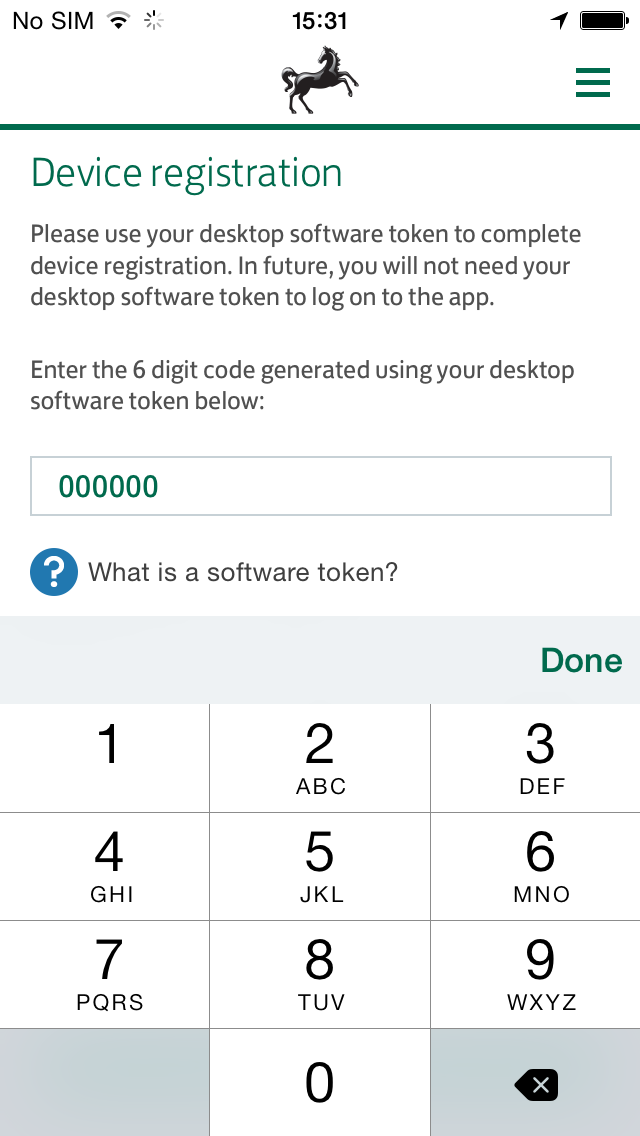 No SIM 15:31
Device registration
Please use your desktop software token to complete
device registration. In future, you will not need your
desktop software token to log on to the app.
Enter the 6 digit code generated using your desktop
software token below:
000000
? What is a software token?
Done
1 2 3
ABC DEF
4 5 6
GHI JKL MNO
7 8 9
PQRS TUV WXYZ
0